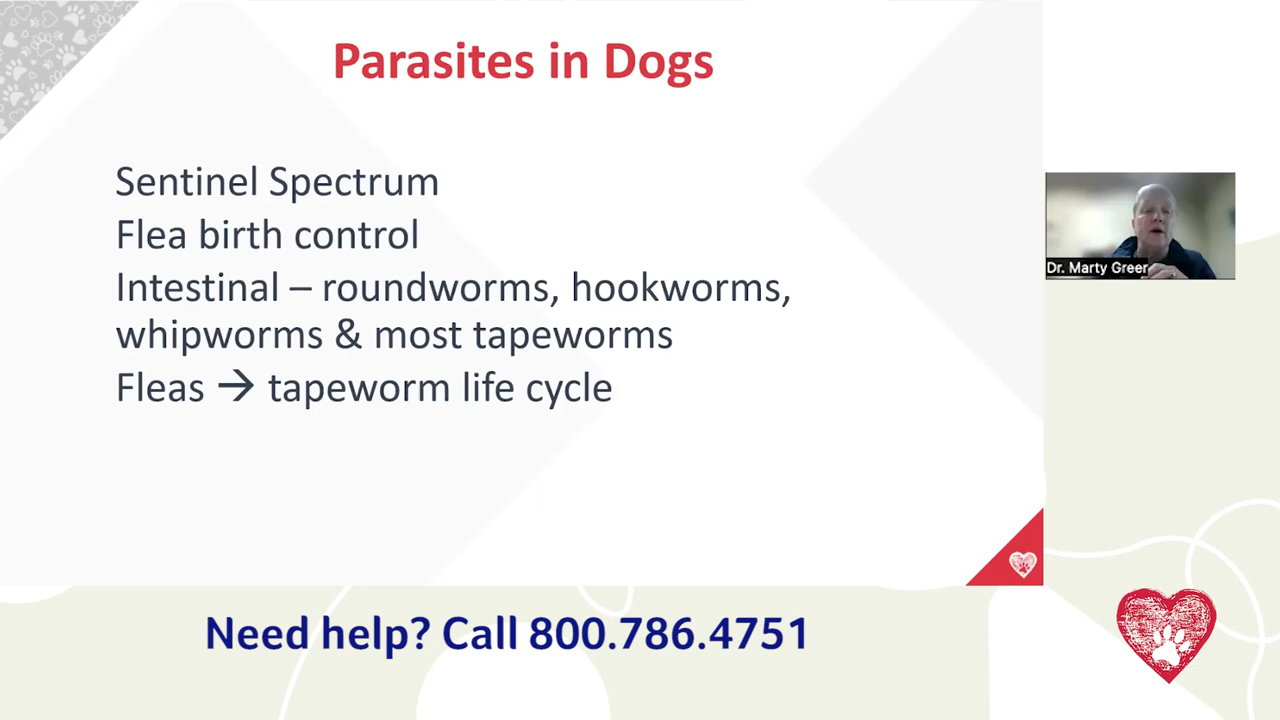 Parasites in Dogs
Sentinel Spectrum
Flea birth control
Intestinal – roundworms, hookworms,
whipworms & most tapeworms
Fleas → tapeworm life cycle
Dr. Marty Greer
Need help? Call 800.786.4751